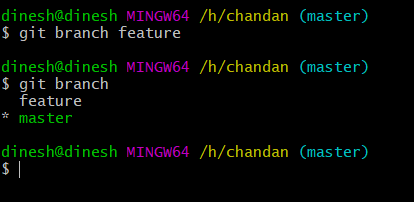 dinesh@dinesh MINGW64 /h/chandan (master)
$ git branch feature
dinesh@dinesh MINGW64 /h/chandan (master)
$ git branch
  feature
* master
dinesh@dinesh MINGW64 /h/chandan (master)
$